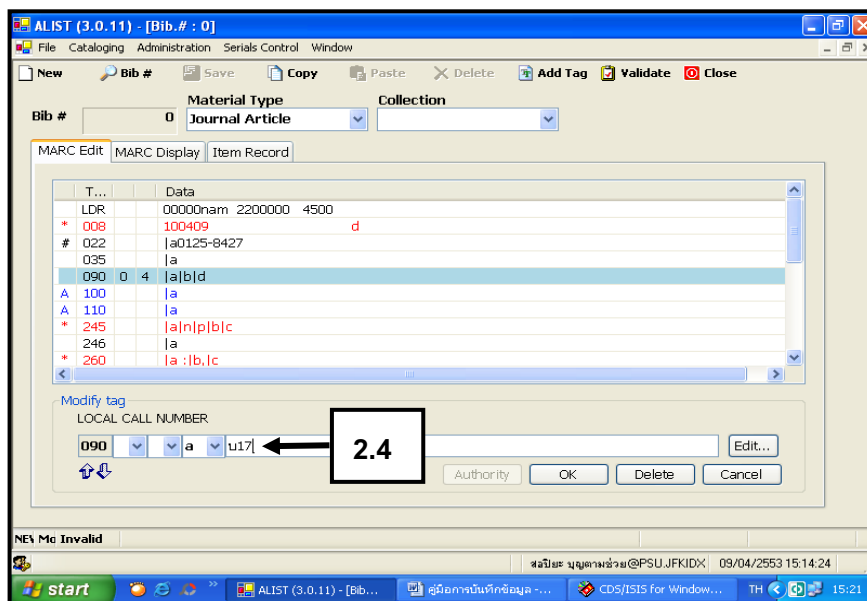 ALIST (3.0.11) - [Bib.# : 0]
File Cataloging Administration Serials Control Window
New Bib # Save Copy Paste Delete Add Tag Validate Close
Material Type Collection
Bib # 0 Journal Article
MARC Edit MARC Display Item Record
T... Data
LDR 00000nam 2200000 4500
* 008 100409 d
# 022 |a0125-8427
035 |a
090 0 4 |a|b|d
A 100 |a
A 110 |a
* 245 |a|n|p|b|c
246 |a
* 260 |a :|b,|c
Modify tag
LOCAL CALL NUMBER
090 a บ17 2.4 Edit...
Authority OK Delete Cancel
NEW Mo Invalid
สลปิยะ บุญตามช่วย@PSU.JFKIDX 09/04/2553 15:14:24
start ALIST (3.0.11) - [Bib... คู่มือการบันทึกข้อมูล -... CDS/ISIS for Window... TH 15:21